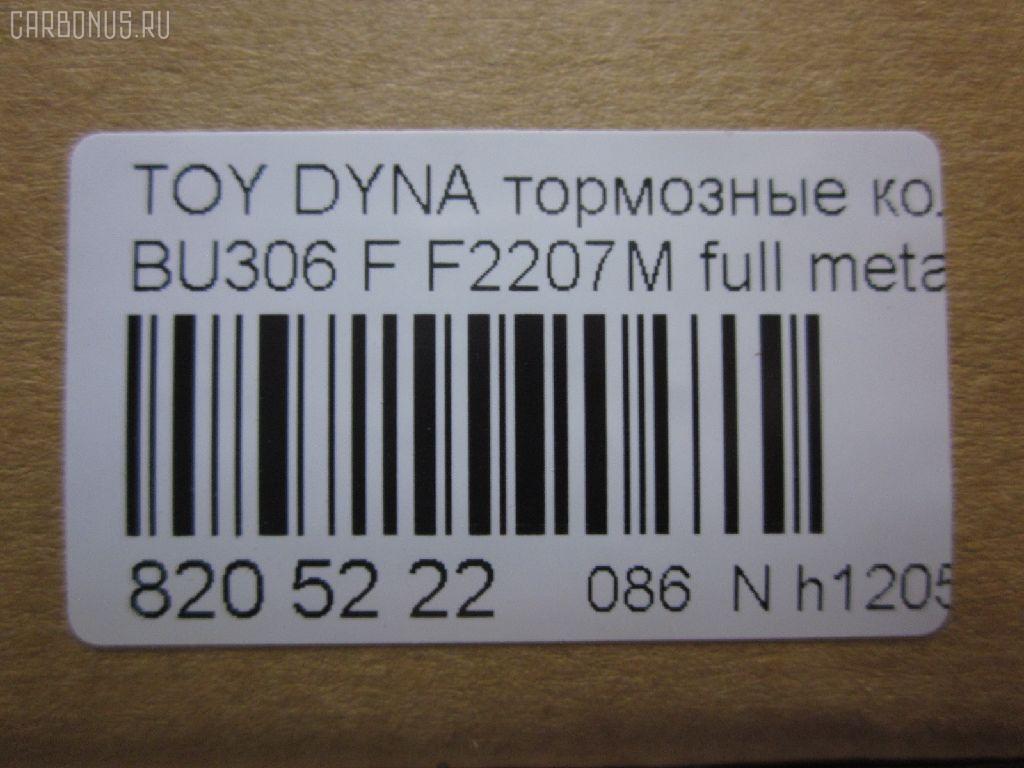 CARBONUS.RU
TOY DYNA тормозные ко
BU306 F F2207M full meta
820 52 22 086 N h1205